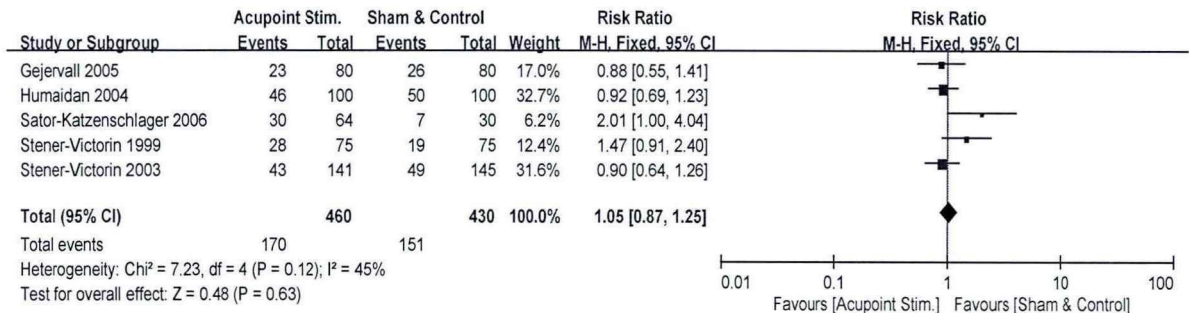 Acupoint Stim. Sham & Control Risk Ratio Risk Ratio
Study or Subgroup Events Total Events Total Weight M-H, Fixed, 95% CI M-H, Fixed, 95% CI
Gejervall 2005 23 80 26 80 17.0% 0.88 [0.55, 1.41]
Humaidan 2004 46 100 50 100 32.7% 0.92 [0.69, 1.23]
Sator-Katzenschlager 2006 30 64 7 30 6.2% 2.01 [1.00, 4.04]
Stener-Victorin 1999 28 75 19 75 12.4% 1.47 [0.91, 2.40]
Stener-Victorin 2003 43 141 49 145 31.6% 0.90 [0.64, 1.26]
Total (95% CI) 460 430 100.0% 1.05 [0.87, 1.25]
Total events 170 151
Heterogeneity: Chi² = 7.23, df = 4 (P = 0.12); I² = 45%
Test for overall effect: Z = 0.48 (P = 0.63)
0.01 0.1 1 10 100
Favours [Acupoint Stim.] Favours [Sham & Control]